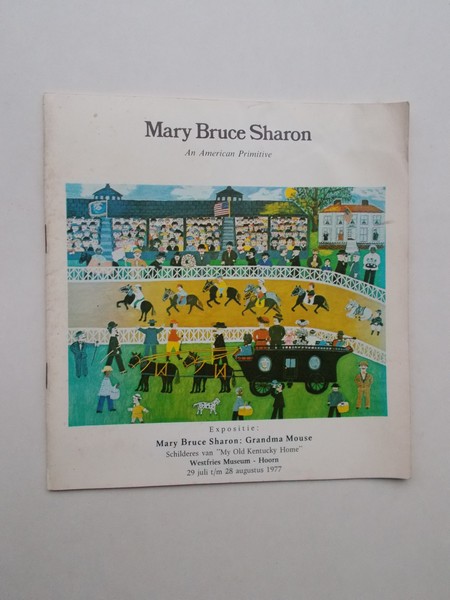 Mary Bruce Sharon
An American Primitive
Expositie:
Mary Bruce Sharon: Grandma Mouse
Schilderes van "My Old Kentucky Home"
Westfries Museum - Hoorn
29 juli t/m 28 augustus 1977